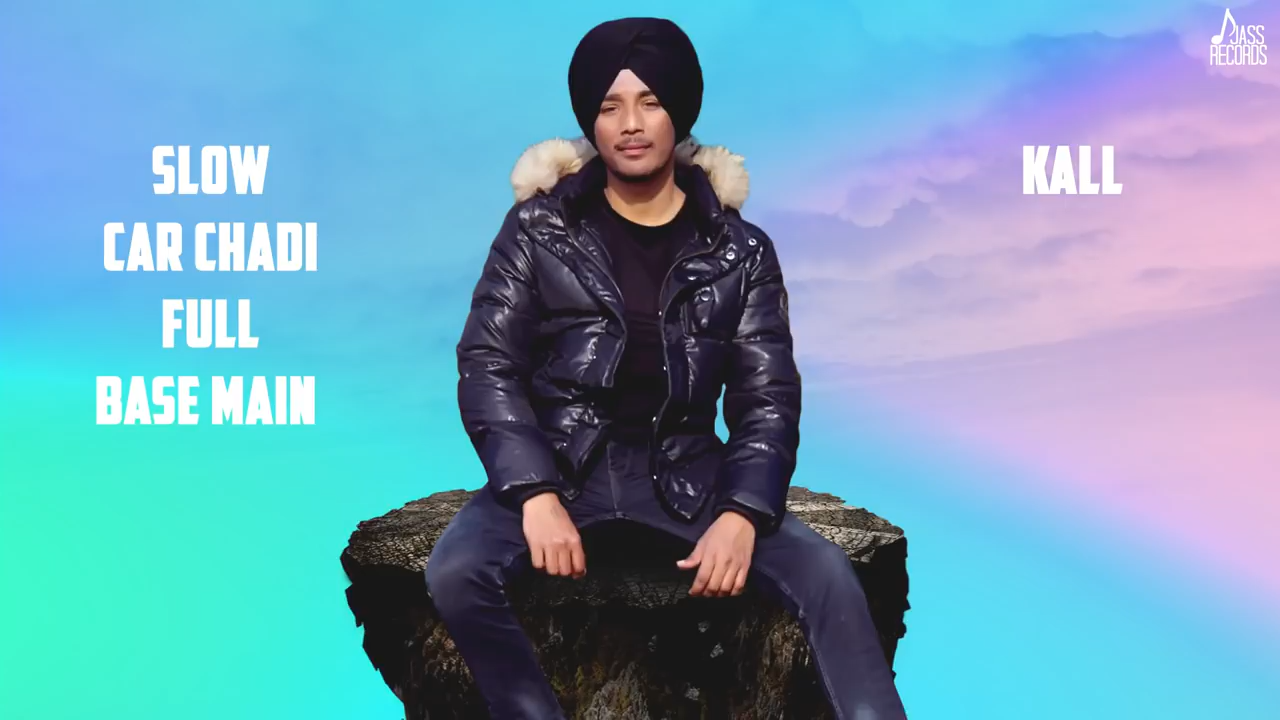 SLOW
CAR CHADI
FULL
BASE MAIN
KALL
JASS
RECORDS